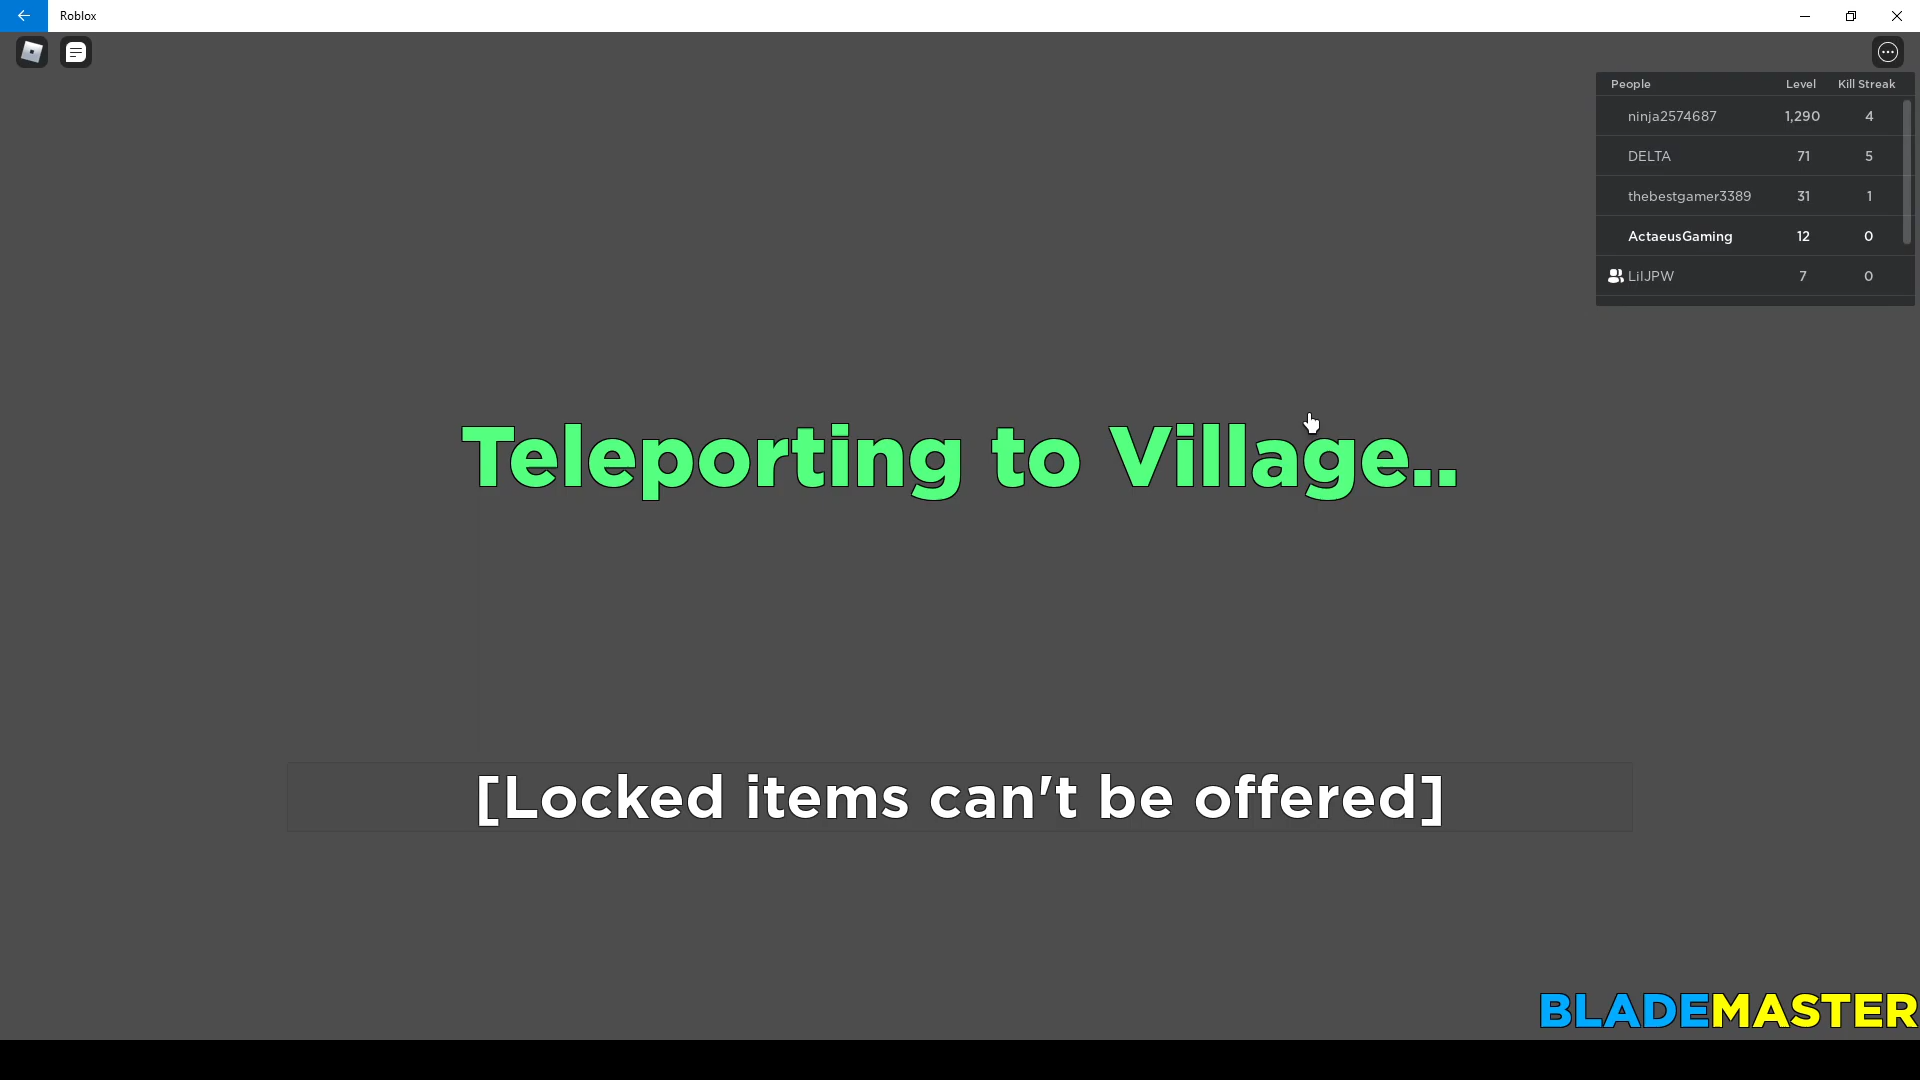 Roblox
People Level Kill Streak
ninja2574687 1,290 4
DELTA 71 5
thebestgamer3389 31 1
ActaeusGaming 12 0
LilJPW 7 0
Teleporting to Village..
[Locked items can't be offered]
BLADEMASTER